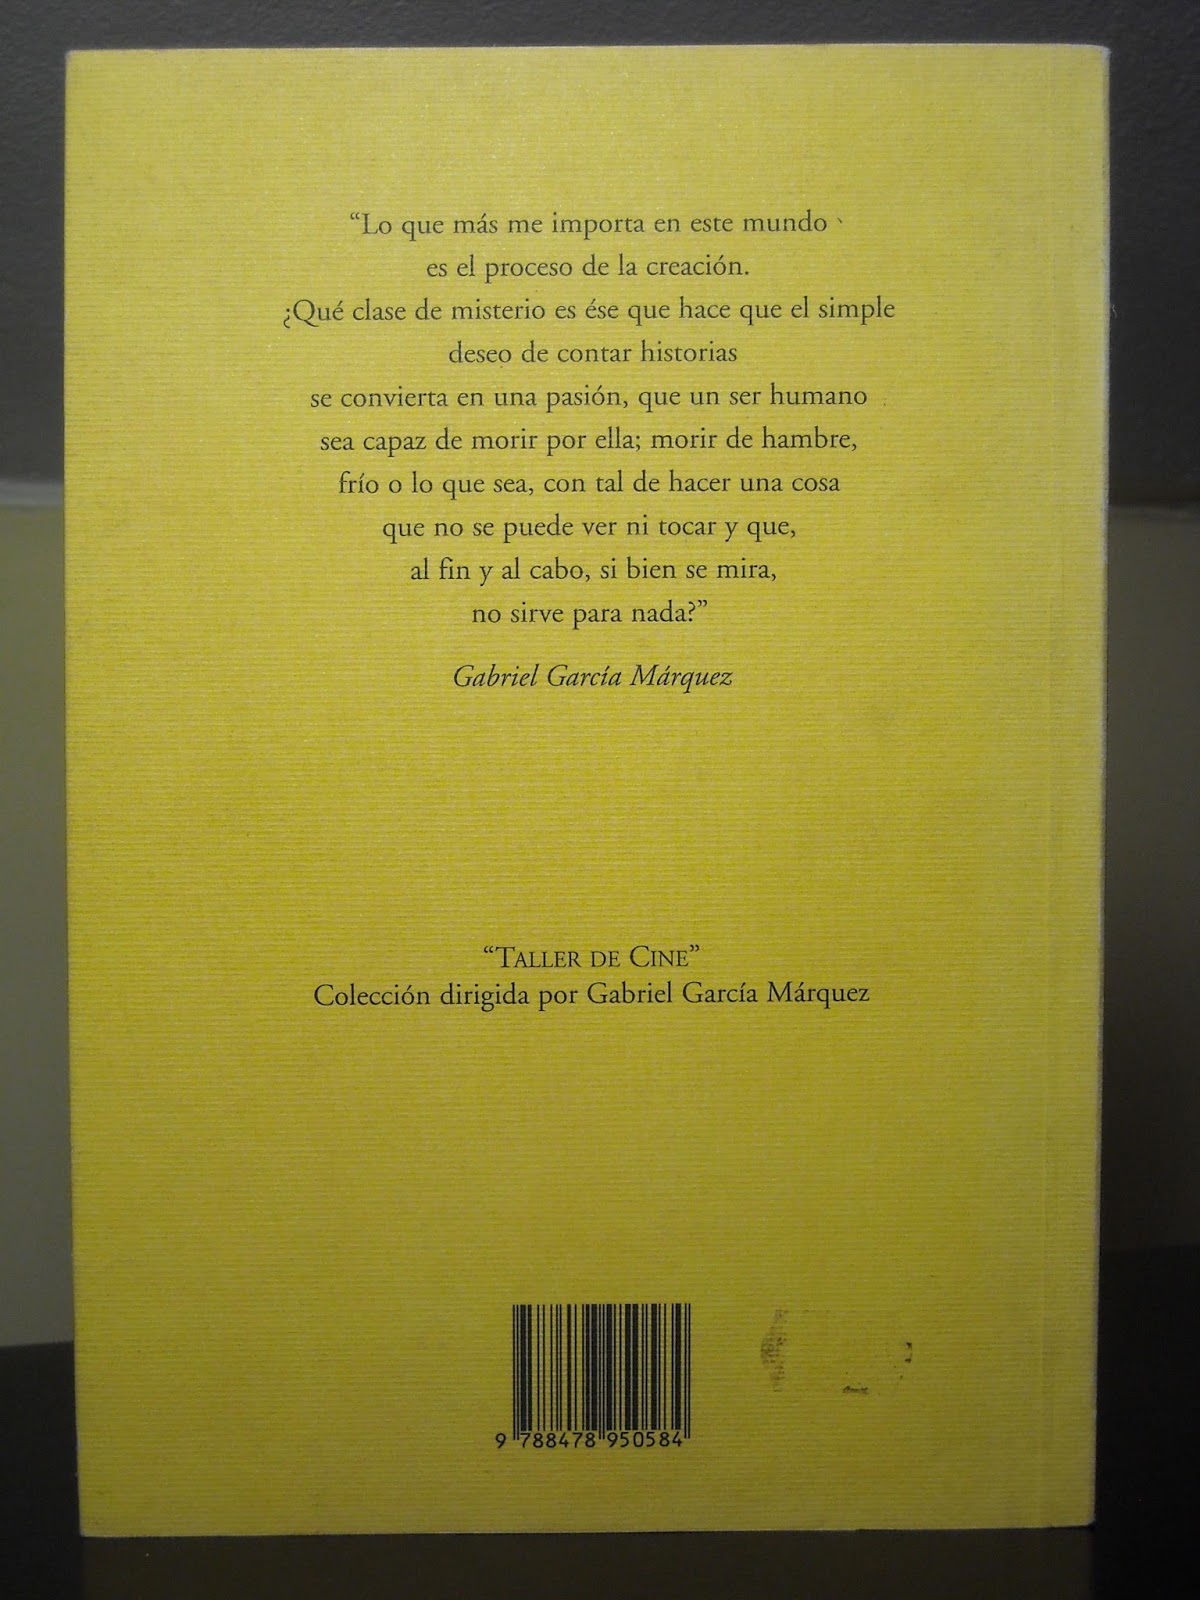 “Lo que más me importa en este mundo
es el proceso de la creación.
¿Qué clase de misterio es ése que hace que el simple
deseo de contar historias
se convierta en una pasión, que un ser humano
sea capaz de morir por ella; morir de hambre,
frío o lo que sea, con tal de hacer una cosa
que no se puede ver ni tocar y que,
al fin y al cabo, si bien se mira,
no sirve para nada?”
Gabriel García Márquez
“TALLER DE CINE”
Colección dirigida por Gabriel García Márquez
9 788478 950584